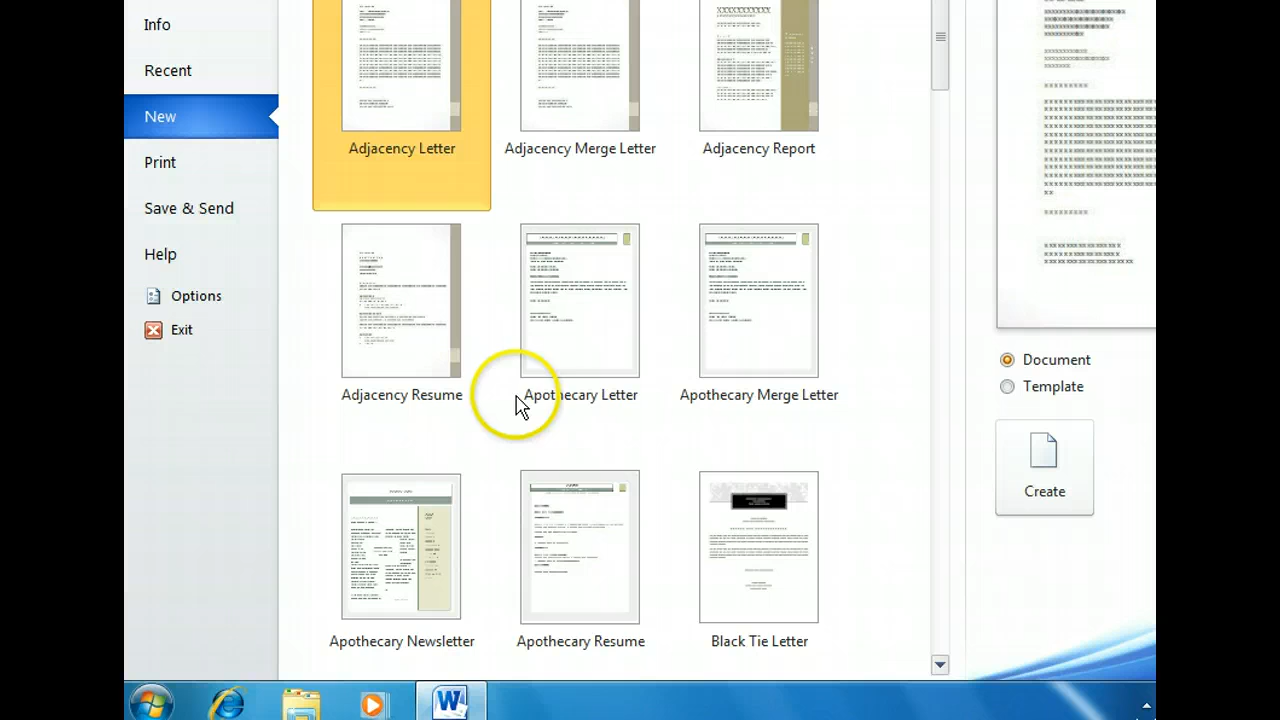 Info
Recent
New
Print
Save & Send
Help
Options
Exit
Adjacency Letter
Adjacency Merge Letter
Adjacency Report
Adjacency Resume
Apothecary Letter
Apothecary Merge Letter
Apothecary Newsletter
Apothecary Resume
Black Tie Letter
Document
Template
Create